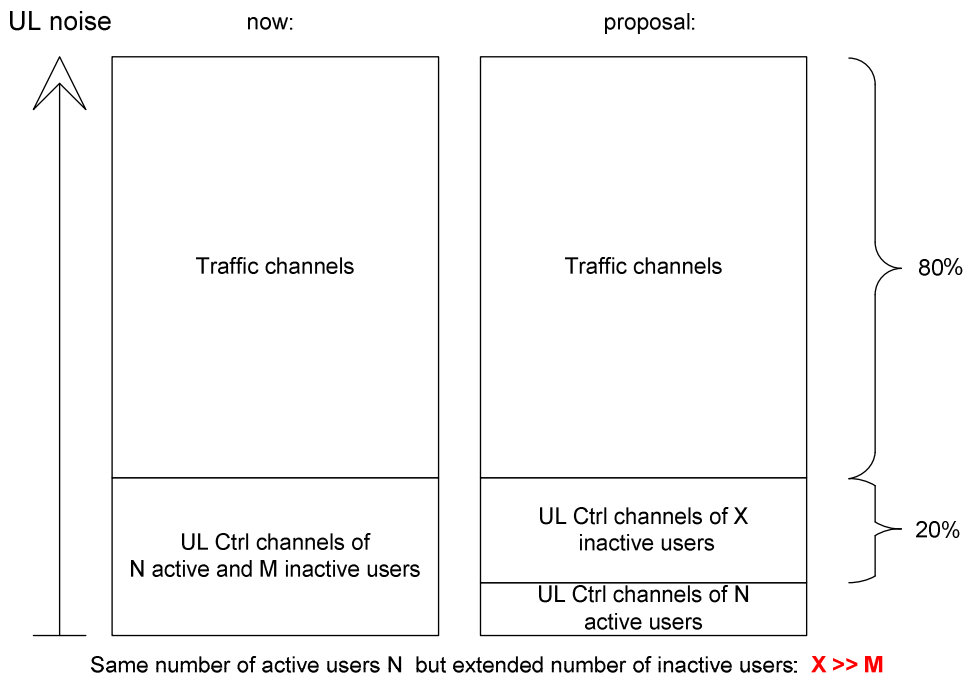 UL noise
now:
proposal:
Traffic channels
Traffic channels
80%
UL Ctrl channels of
N active and M inactive users
UL Ctrl channels of X
inactive users
20%
UL Ctrl channels of N
active users
Same number of active users N but extended number of inactive users: X >> M